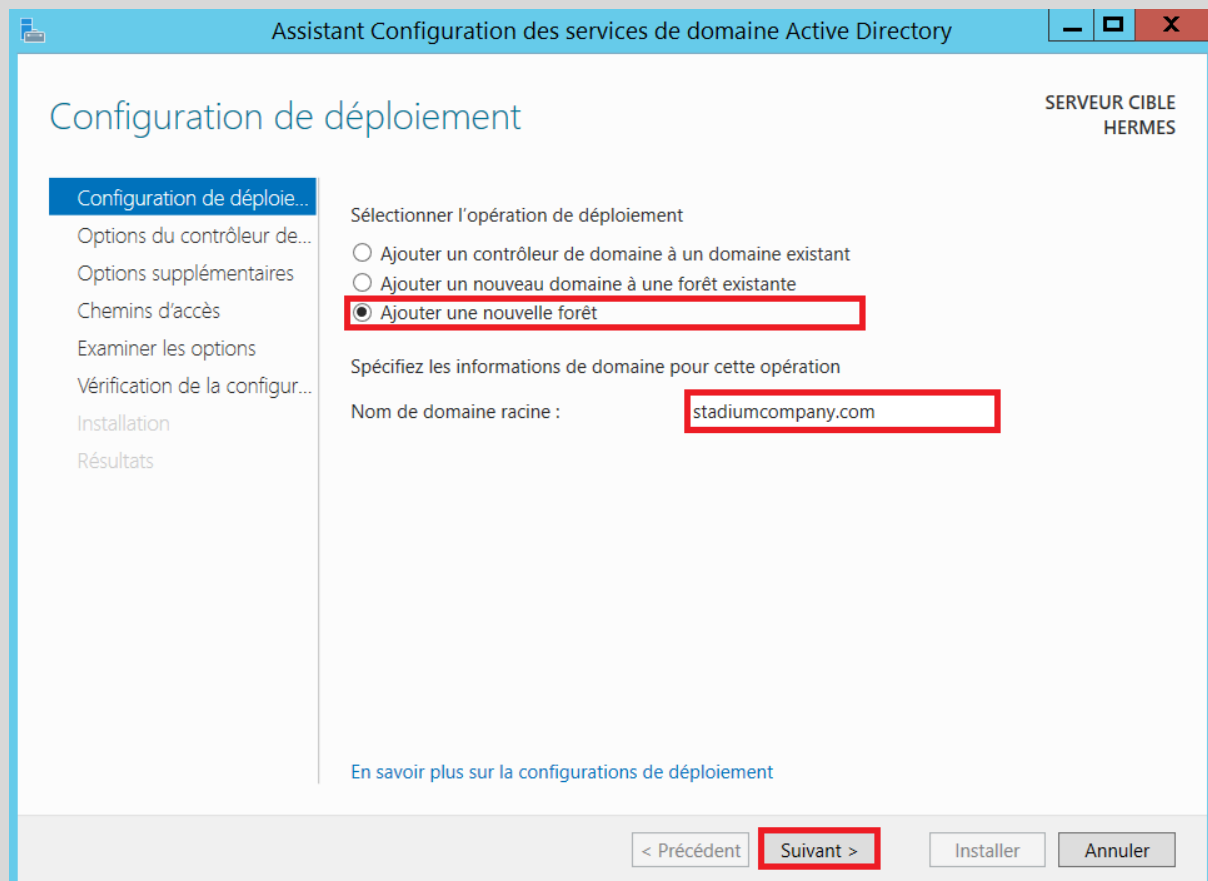 Assistant Configuration des services de domaine Active Directory
X
Configuration de déploiement
SERVEUR CIBLE
HERMES
Configuration de déploie...
Options du contrôleur de...
Options supplémentaires
Chemins d'accès
Examiner les options
Vérification de la configur...
Installation
Résultats
Sélectionner l'opération de déploiement
Ajouter un contrôleur de domaine à un domaine existant
Ajouter un nouveau domaine à une forêt existante
Ajouter une nouvelle forêt
Spécifiez les informations de domaine pour cette opération
Nom de domaine racine : stadiumcompany.com
En savoir plus sur la configurations de déploiement
< Précédent Suivant > Installer Annuler